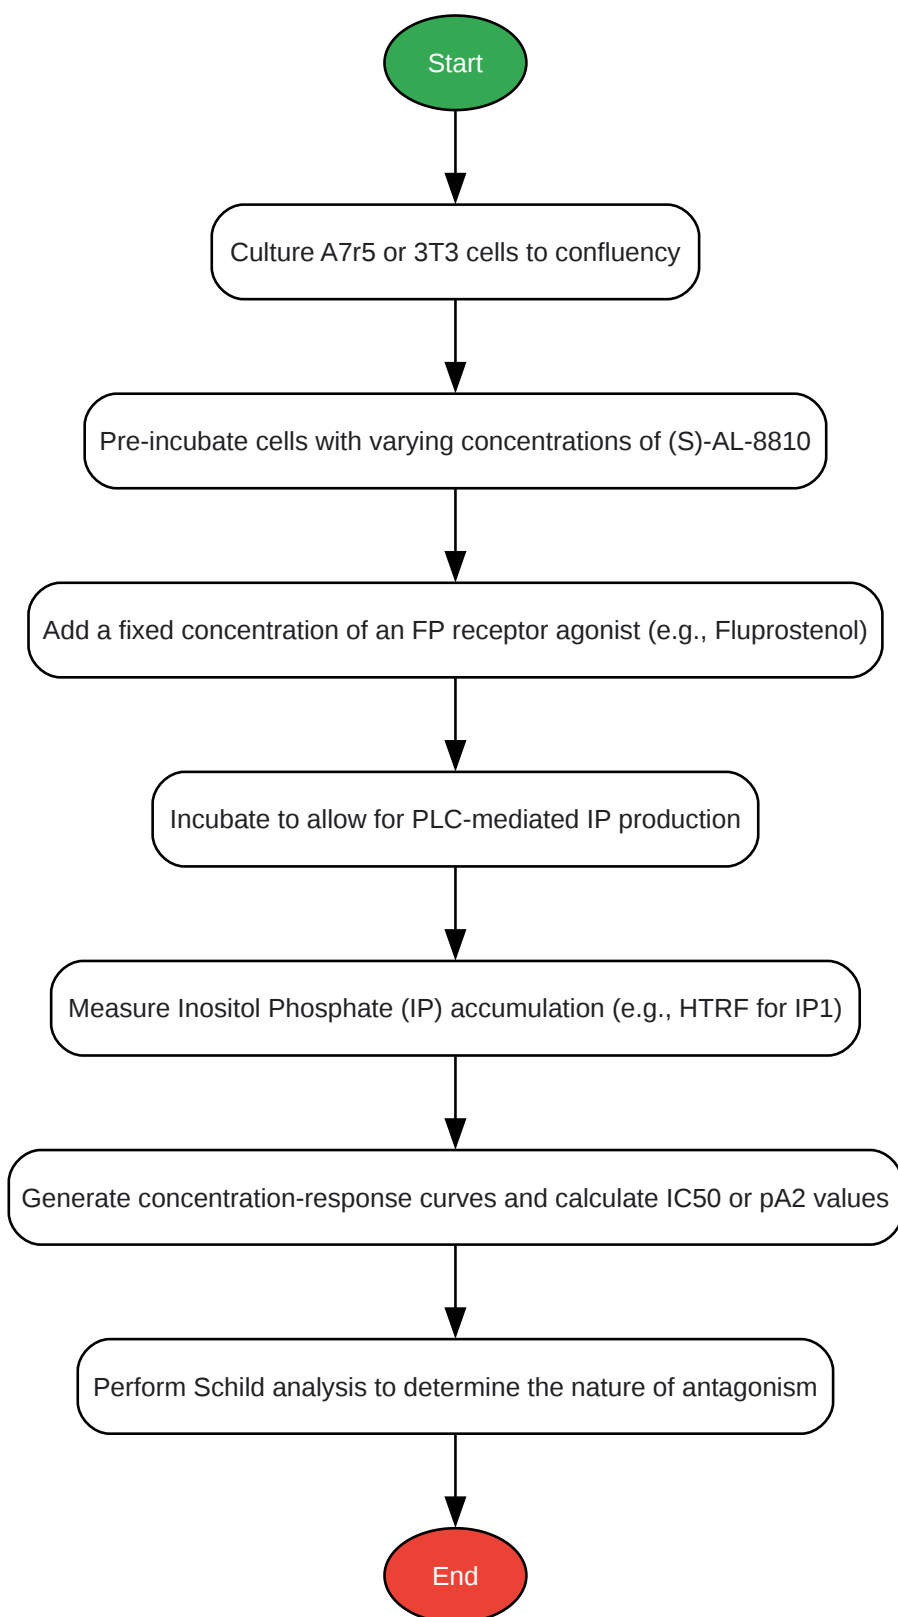 Start
Culture A7r5 or 3T3 cells to confluency
Pre-incubate cells with varying concentrations of (S)-AL-8810
Add a fixed concentration of an FP receptor agonist (e.g., Fluprostenol)
Incubate to allow for PLC-mediated IP production
Measure Inositol Phosphate (IP) accumulation (e.g., HTRF for IP1)
Generate concentration-response curves and calculate IC50 or pA2 values
Perform Schild analysis to determine the nature of antagonism
End